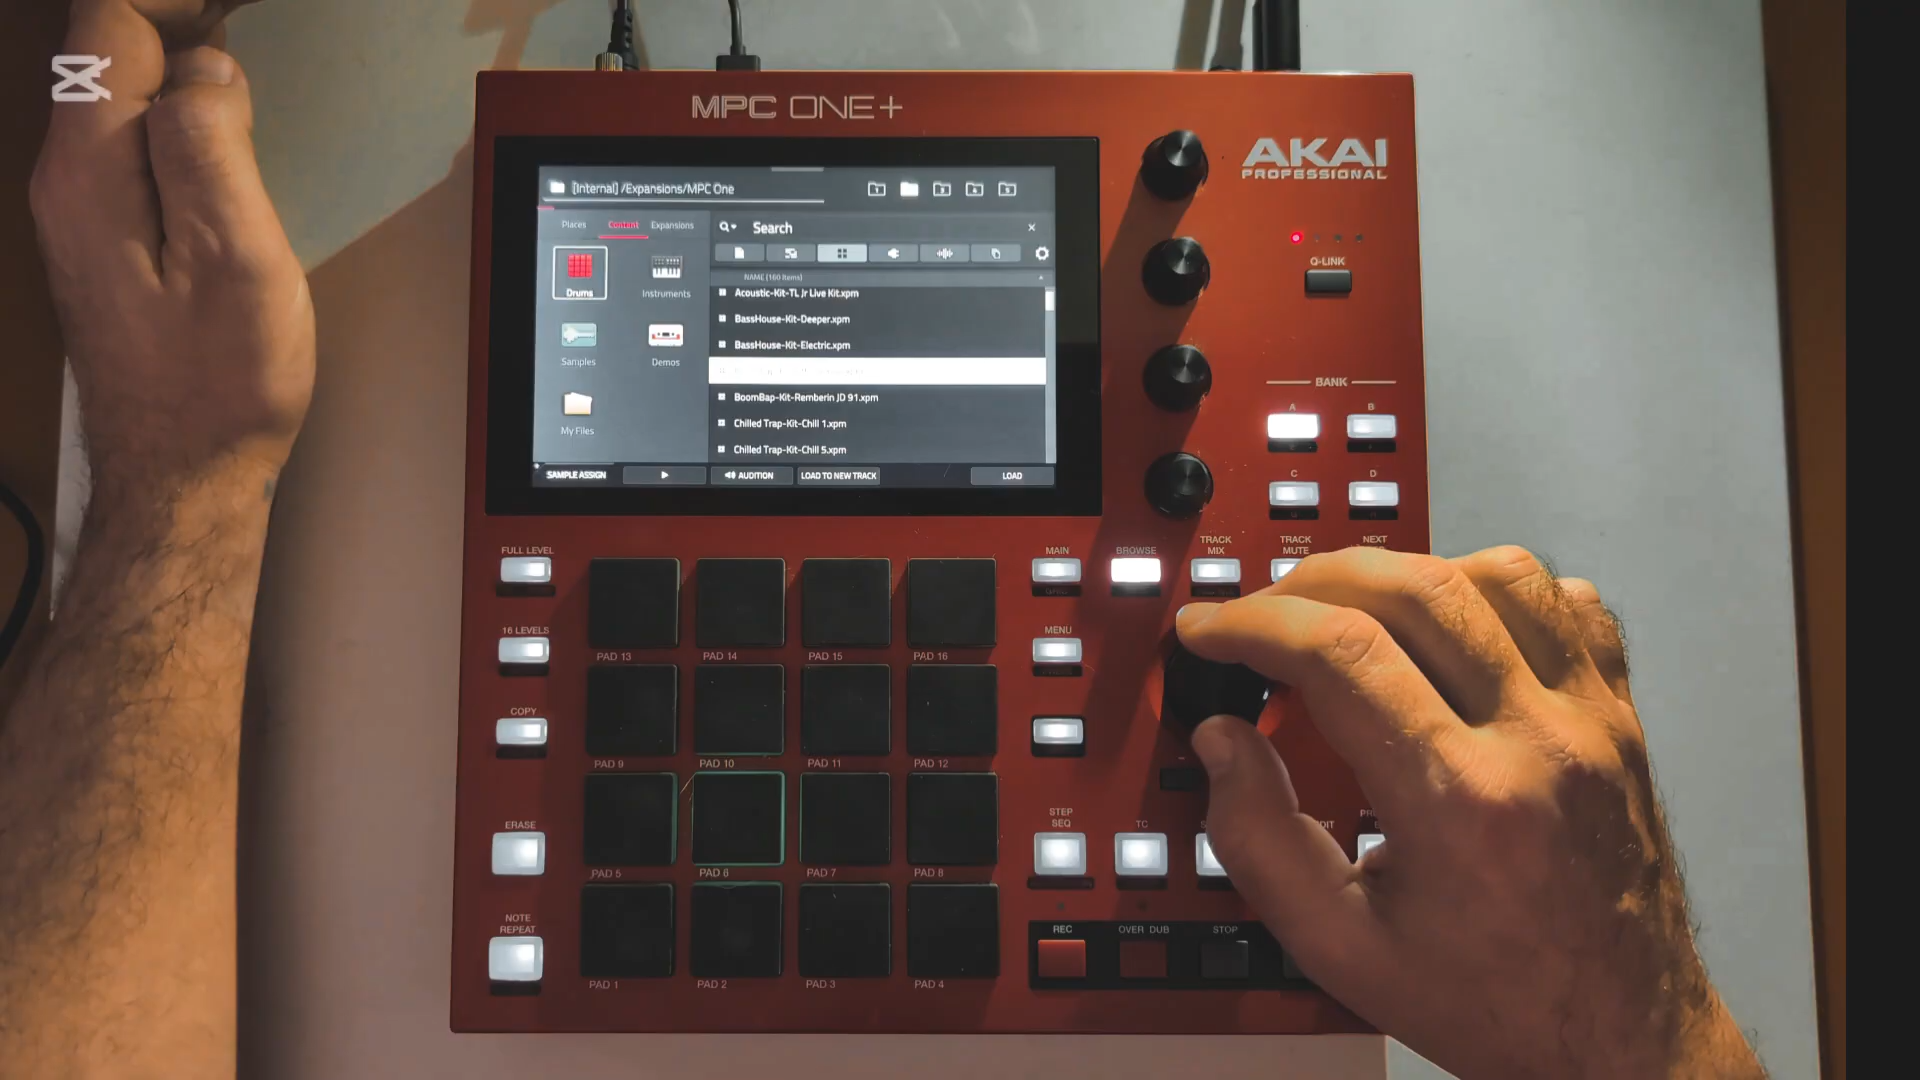 MPC ONE+
AKAI
PROFESSIONAL
[Internal] /Expansions/MPC One
Places Content Expansions
Search
NAME (160 items)
Drums
Instruments
Samples
Demos
My Files
Acoustic-Kit-TL Jr Live Kit.xpm
BassHouse-Kit-Deeper.xpm
BassHouse-Kit-Electric.xpm
BoomBap-Kit-Remberin JD 91.xpm
Chilled Trap-Kit-Chill 1.xpm
Chilled Trap-Kit-Chill 5.xpm
SAMPLE ASSIGN
AUDITION
LOAD TO NEW TRACK
LOAD
Q-LINK
BANK
A
B
C
D
FULL LEVEL
16 LEVELS
COPY
ERASE
NOTE
REPEAT
MAIN
BROWSE
TRACK
MIX
TRACK
MUTE
NEXT
MENU
PAD 13
PAD 14
PAD 15
PAD 16
PAD 9
PAD 10
PAD 11
PAD 12
PAD 5
PAD 6
PAD 7
PAD 8
PAD 1
PAD 2
PAD 3
PAD 4
STEP
SEQ
TC
REC
OVER DUB
STOP